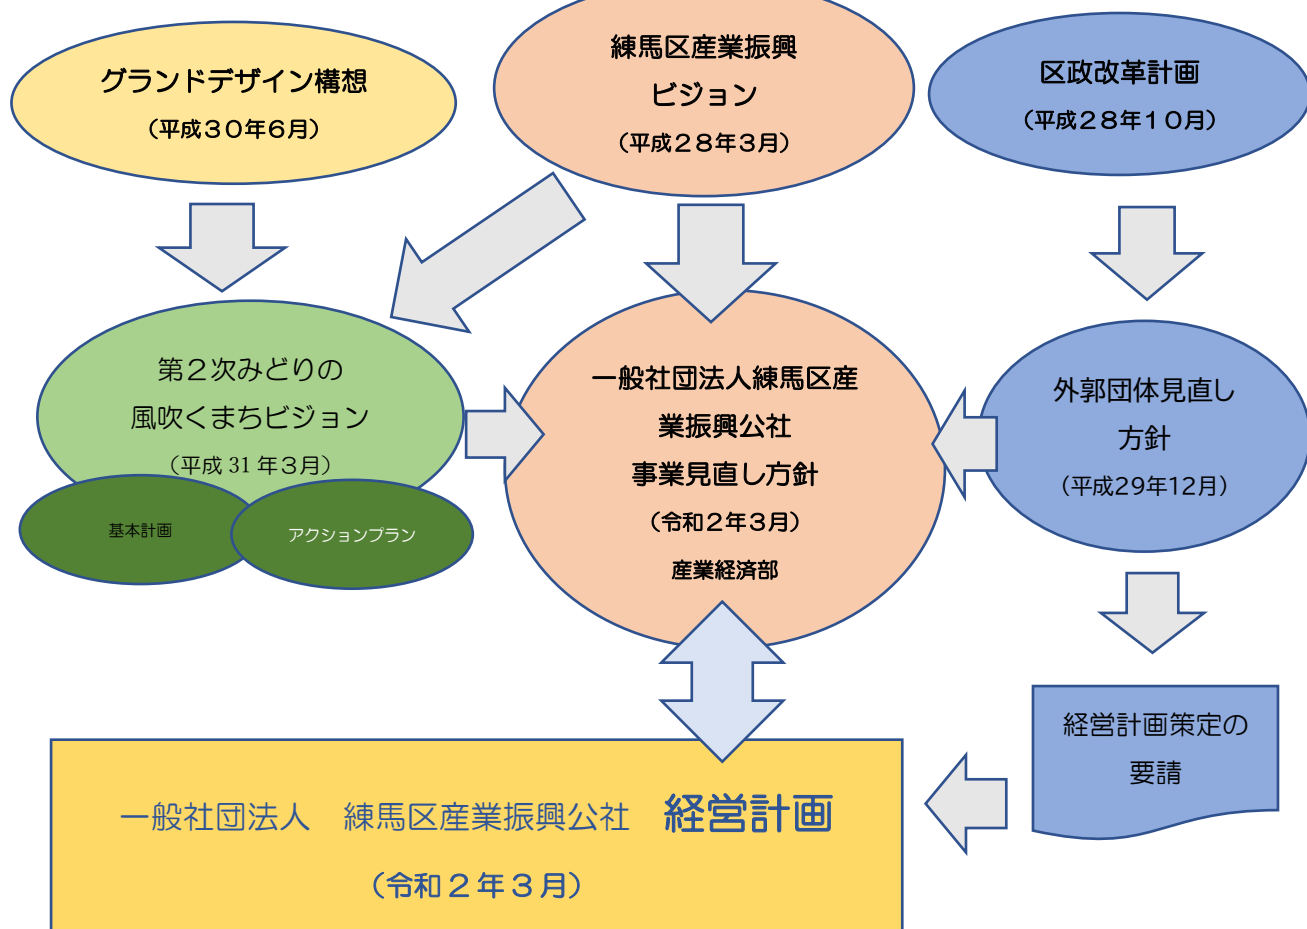 グランドデザイン構想
（平成３０年６月）
練馬区産業振興
ビジョン
（平成２８年３月）
区政改革計画
（平成２８年１０月）
第２次みどりの
風吹くまちビジョン
（平成 31 年３月）
基本計画
アクションプラン
一般社団法人練馬区産
業振興公社
事業見直し方針
（令和２年３月）
産業経済部
外郭団体見直し
方針
（平成29年12月）
経営計画策定の
要請
一般社団法人　練馬区産業振興公社　経営計画
（令和２年３月）